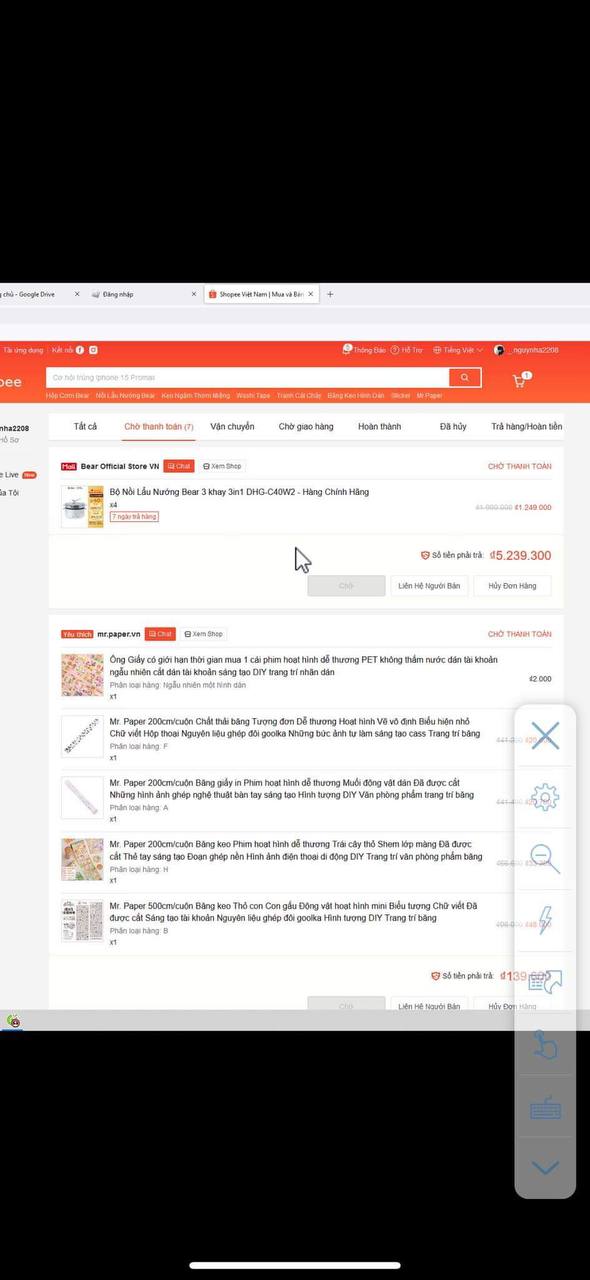 chủ - Google Drive
Đăng nhập
Shopee Việt Nam | Mua và Bán
Tải ứng dụng
Kết nối
Thông Báo
Hỗ Trợ
Tiếng Việt
_nguynha2208
pee
Cơ hội trúng Iphone 15 Promax
1
Hộp Cơm Bear
Nồi Lẩu Nướng Bear
Kẹo Ngậm Thơm Miệng
Washi Tape
Tranh Cát Cháy
Băng Keo Hình Dán
Sticker
Mr Paper
nha2208
Hồ Sơ
e Live New
ủa Tôi
Tất cả
Chờ thanh toán (7)
Vận chuyển
Chờ giao hàng
Hoàn thành
Đã hủy
Trả hàng/Hoàn tiền
Mall Bear Official Store VN Chat Xem Shop
CHỜ THANH TOÁN
Bộ Nồi Lẩu Nướng Bear 3 khay 3in1 DHG-C40W2 - Hàng Chính Hãng
x4
7 ngày trả hàng
₫1.999.000 ₫1.249.000
Số tiền phải trả: ₫5.239.300
Chờ
Liên Hệ Người Bán
Hủy Đơn Hàng
Yêu thích mr.paper.vn Chat Xem Shop
CHỜ THANH TOÁN
Ông Giấy có giới hạn thời gian mua 1 cái phim hoạt hình dễ thương PET không thấm nước dán tài khoản
ngẫu nhiên cắt dán tài khoản sáng tạo DIY trang trí nhãn dán
Phân loại hàng: Ngẫu nhiên một hình dán
x1
₫2.000
Mr. Paper 200cm/cuộn Chất thải băng Tượng đơn Dễ thương Hoạt hình Vẽ vô định Biểu hiện nhỏ
Chữ viết Hộp thoại Nguyên liệu ghép đôi goolka Những bức ảnh tự làm sáng tạo cass Trang trí băng
Phân loại hàng: F
x1
Mr. Paper 200cm/cuộn Băng giấy in Phim hoạt hình dễ thương Muối động vật dán Đã được cắt
Những hình ảnh ghép nghệ thuật bàn tay sáng tạo Hình tượng DIY Văn phòng phẩm trang trí băng
Phân loại hàng: A
x1
Mr. Paper 200cm/cuộn Băng keo Phim hoạt hình dễ thương Trái cây thỏ Shem lớp màng Đã được
cắt Thẻ tay sáng tạo Đoạn ghép nền Hình ảnh điện thoại di động DIY Trang trí văn phòng phẩm băng
Phân loại hàng: H
x1
Mr. Paper 500cm/cuộn Băng keo Thỏ con Con gấu Động vật hoạt hình mini Biểu tượng Chữ viết Đã
được cắt Sáng tạo tài khoản Nguyên liệu ghép đôi goolka Hình tượng DIY Trang trí băng
Phân loại hàng: B
x1
Số tiền phải trả:
Chờ
Liên Hệ Người Bán
Hủy Đơn Hàng